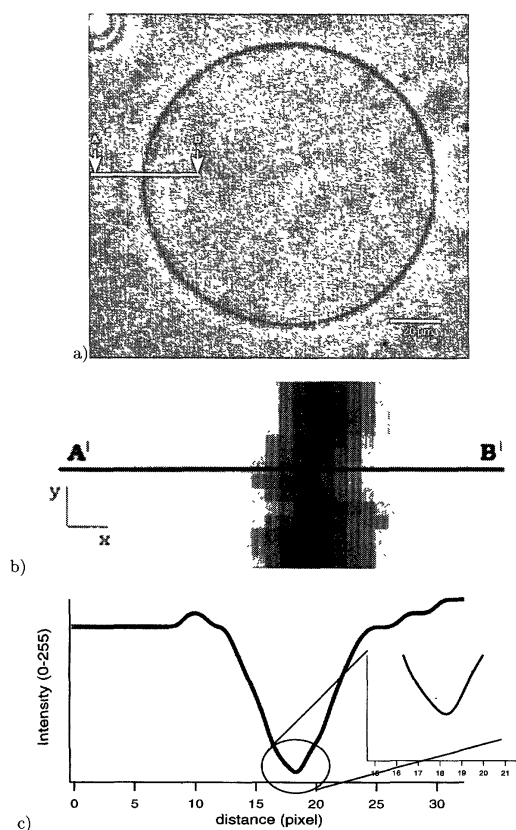 20µm
a)
A' B'
y
x
b)
Intensity (0-255)
15 16 17 18 19 20 21
0 5 10 15 20 25 30
distance (pixel)
c)